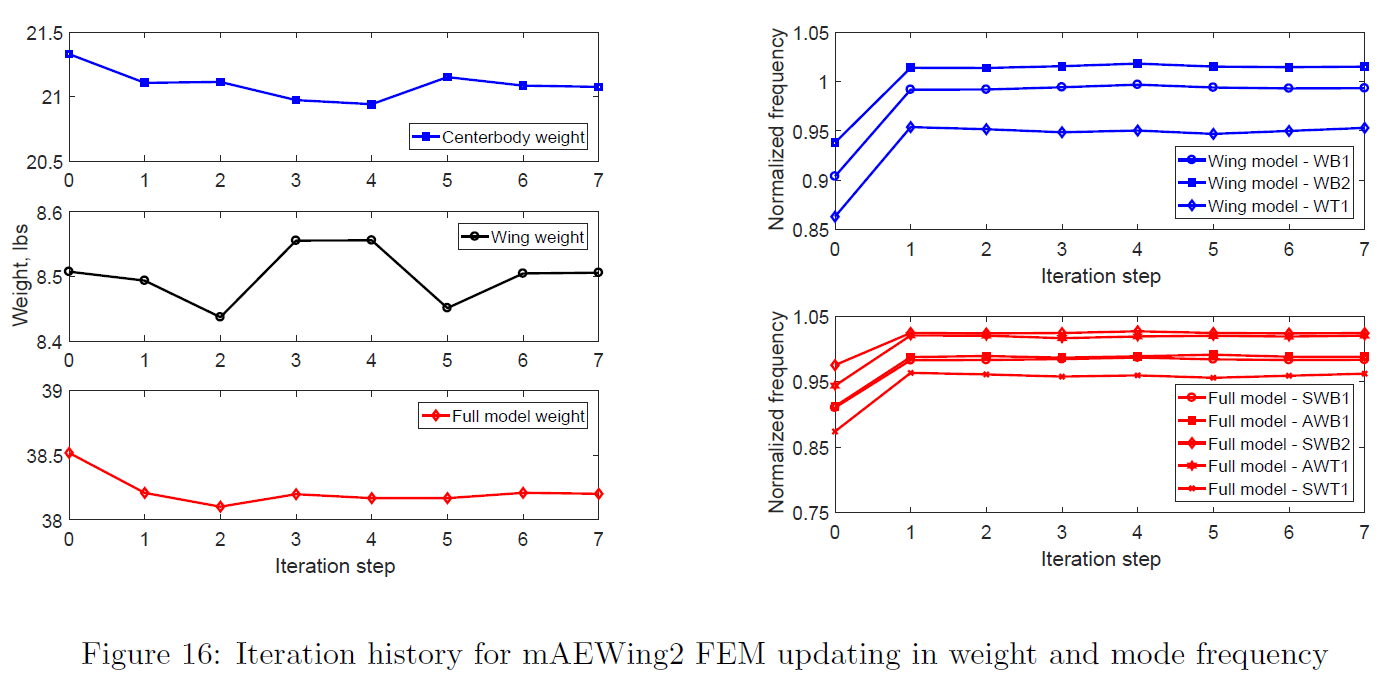 21.5
21
20.5
Centerbody weight
0 1 2 3 4 5 6 7
Weight, lbs
8.6
8.5
8.4
Wing weight
0 1 2 3 4 5 6 7
39
38.5
38
Full model weight
0 1 2 3 4 5 6 7
Iteration step
Normalized frequency
1.05
1
0.95
0.9
0.85
Wing model - WB1
Wing model - WB2
Wing model - WT1
0 1 2 3 4 5 6 7
Iteration step
Normalized frequency
1.05
0.95
0.85
0.75
Full model - SWB1
Full model - AWB1
Full model - SWB2
Full model - AWT1
Full model - SWT1
0 1 2 3 4 5 6 7
Iteration step
Figure 16: Iteration history for mAEWing2 FEM updating in weight and mode frequency